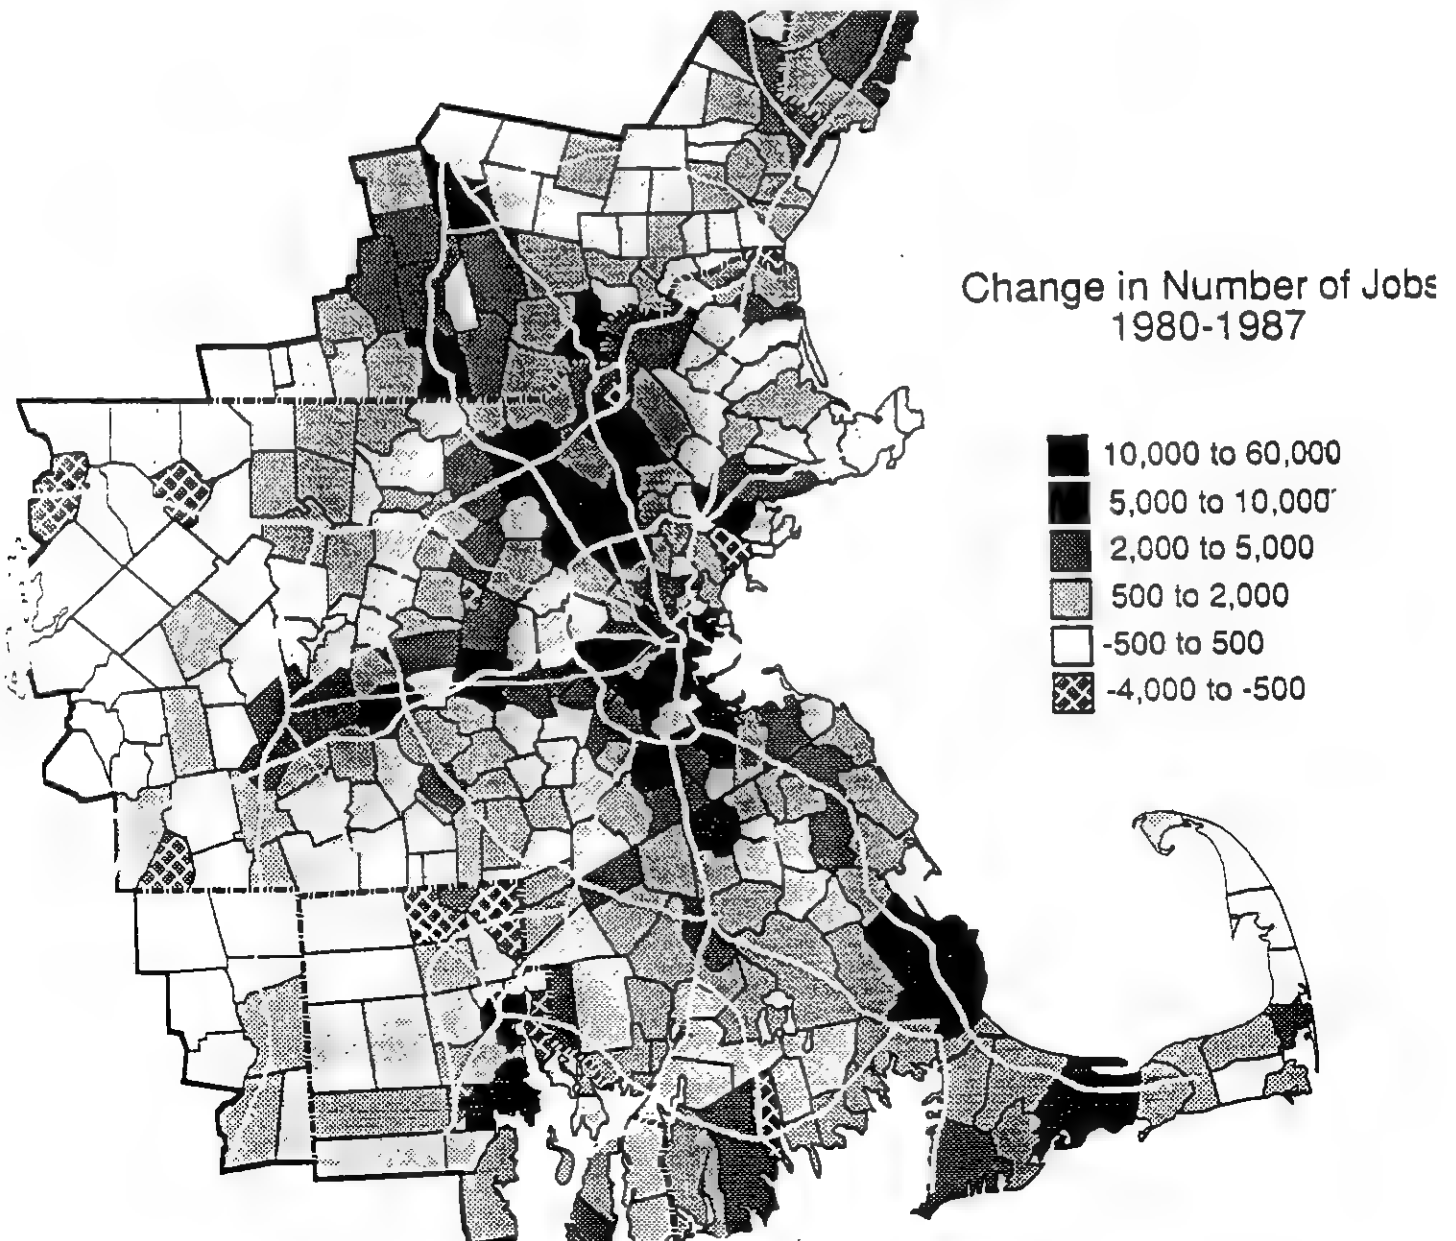 Change in Number of Jobs
1980-1987
10,000 to 60,000
5,000 to 10,000
2,000 to 5,000
500 to 2,000
-500 to 500
-4,000 to -500